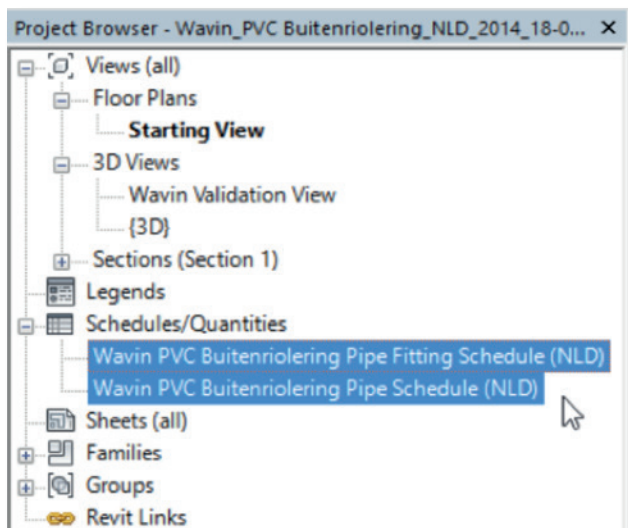 Project Browser - Wavin_PVC Buitenriolering_NLD_2014_18-0...
Views (all)
Floor Plans
Starting View
3D Views
Wavin Validation View
{3D}
Sections (Section 1)
Legends
Schedules/Quantities
Wavin PVC Buitenriolering Pipe Fitting Schedule (NLD)
Wavin PVC Buitenriolering Pipe Schedule (NLD)
Sheets (all)
Families
Groups
Revit Links